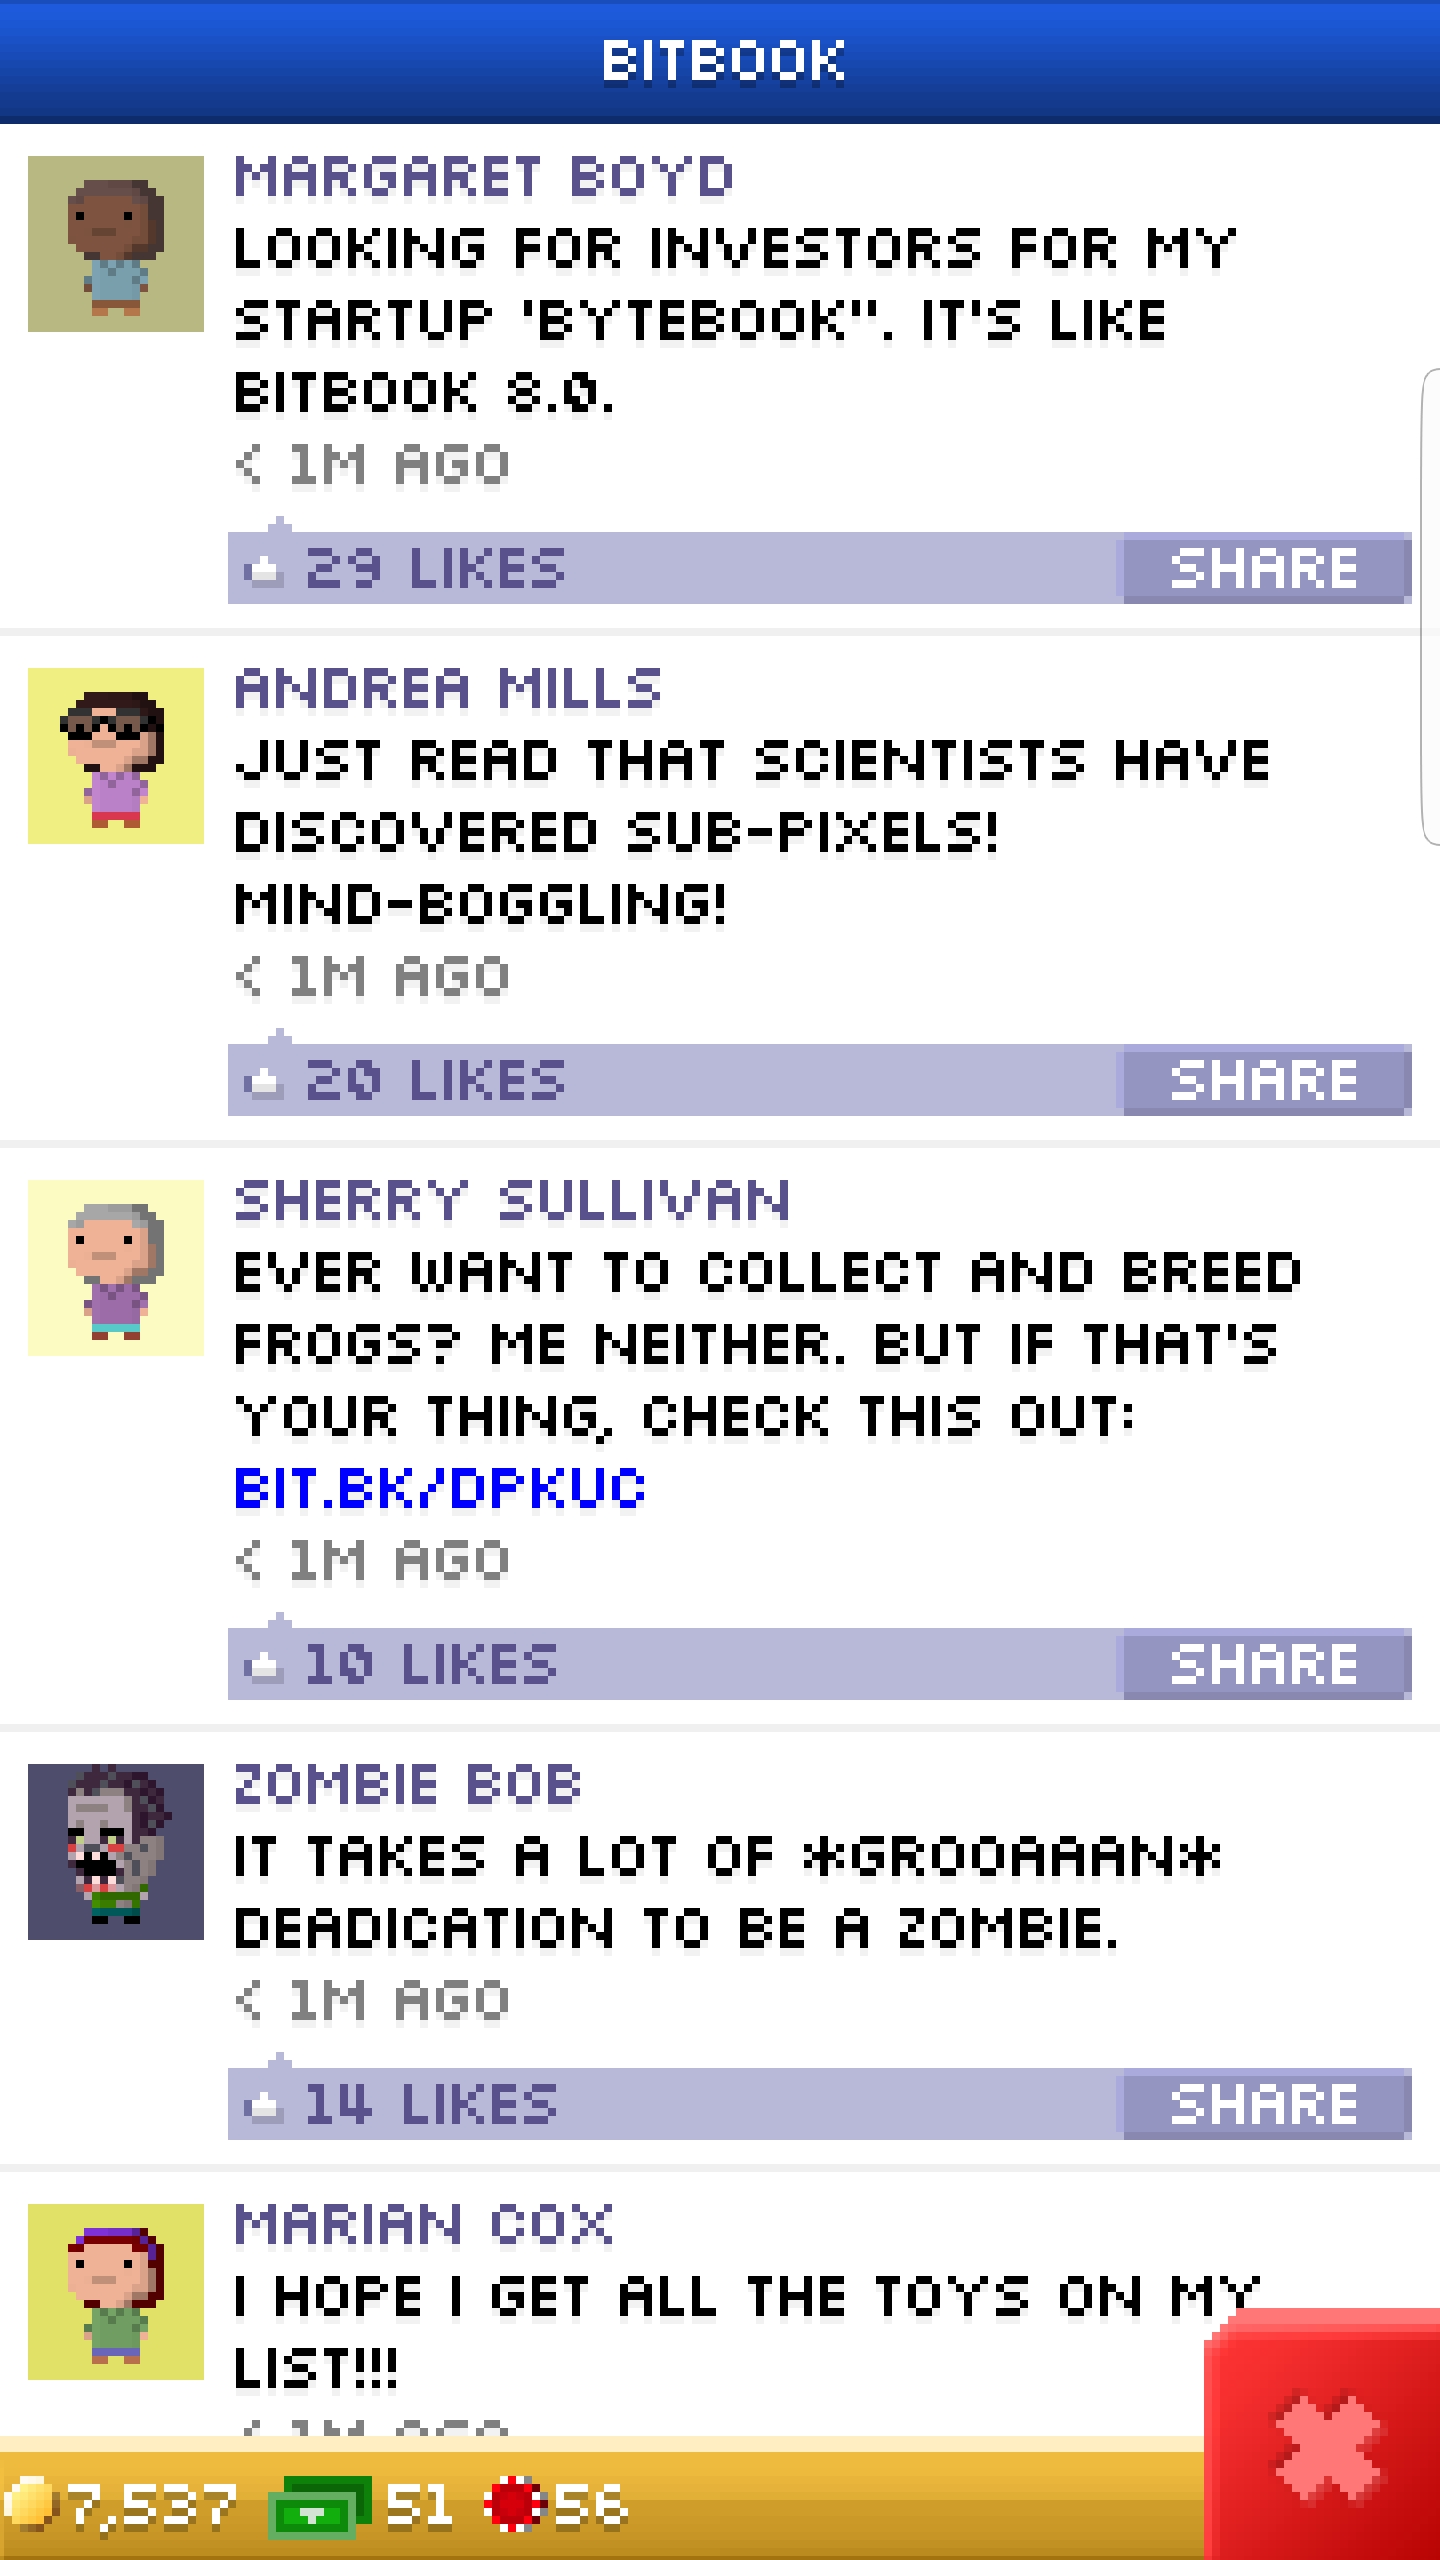 BITBOOK
MARGARET BOYD
LOOKING FOR INVESTORS FOR MY
STARTUP 'BYTEBOOK". IT'S LIKE
BITBOOK 8.0.
< 1M AGO
29 LIKES SHARE
ANDREA MILLS
JUST READ THAT SCIENTISTS HAVE
DISCOVERED SUB-PIXELS!
MIND-BOGGLING!
< 1M AGO
20 LIKES SHARE
SHERRY SULLIVAN
EVER WANT TO COLLECT AND BREED
FROGS? ME NEITHER. BUT IF THAT'S
YOUR THING, CHECK THIS OUT:
BIT.BK/DPKUC
< 1M AGO
10 LIKES SHARE
ZOMBIE BOB
IT TAKES A LOT OF *GROOAAAN*
DEADICATION TO BE A ZOMBIE.
< 1M AGO
14 LIKES SHARE
MARIAN COX
I HOPE I GET ALL THE TOYS ON MY
LIST!!!
< 1M AGO
7,537 51 56